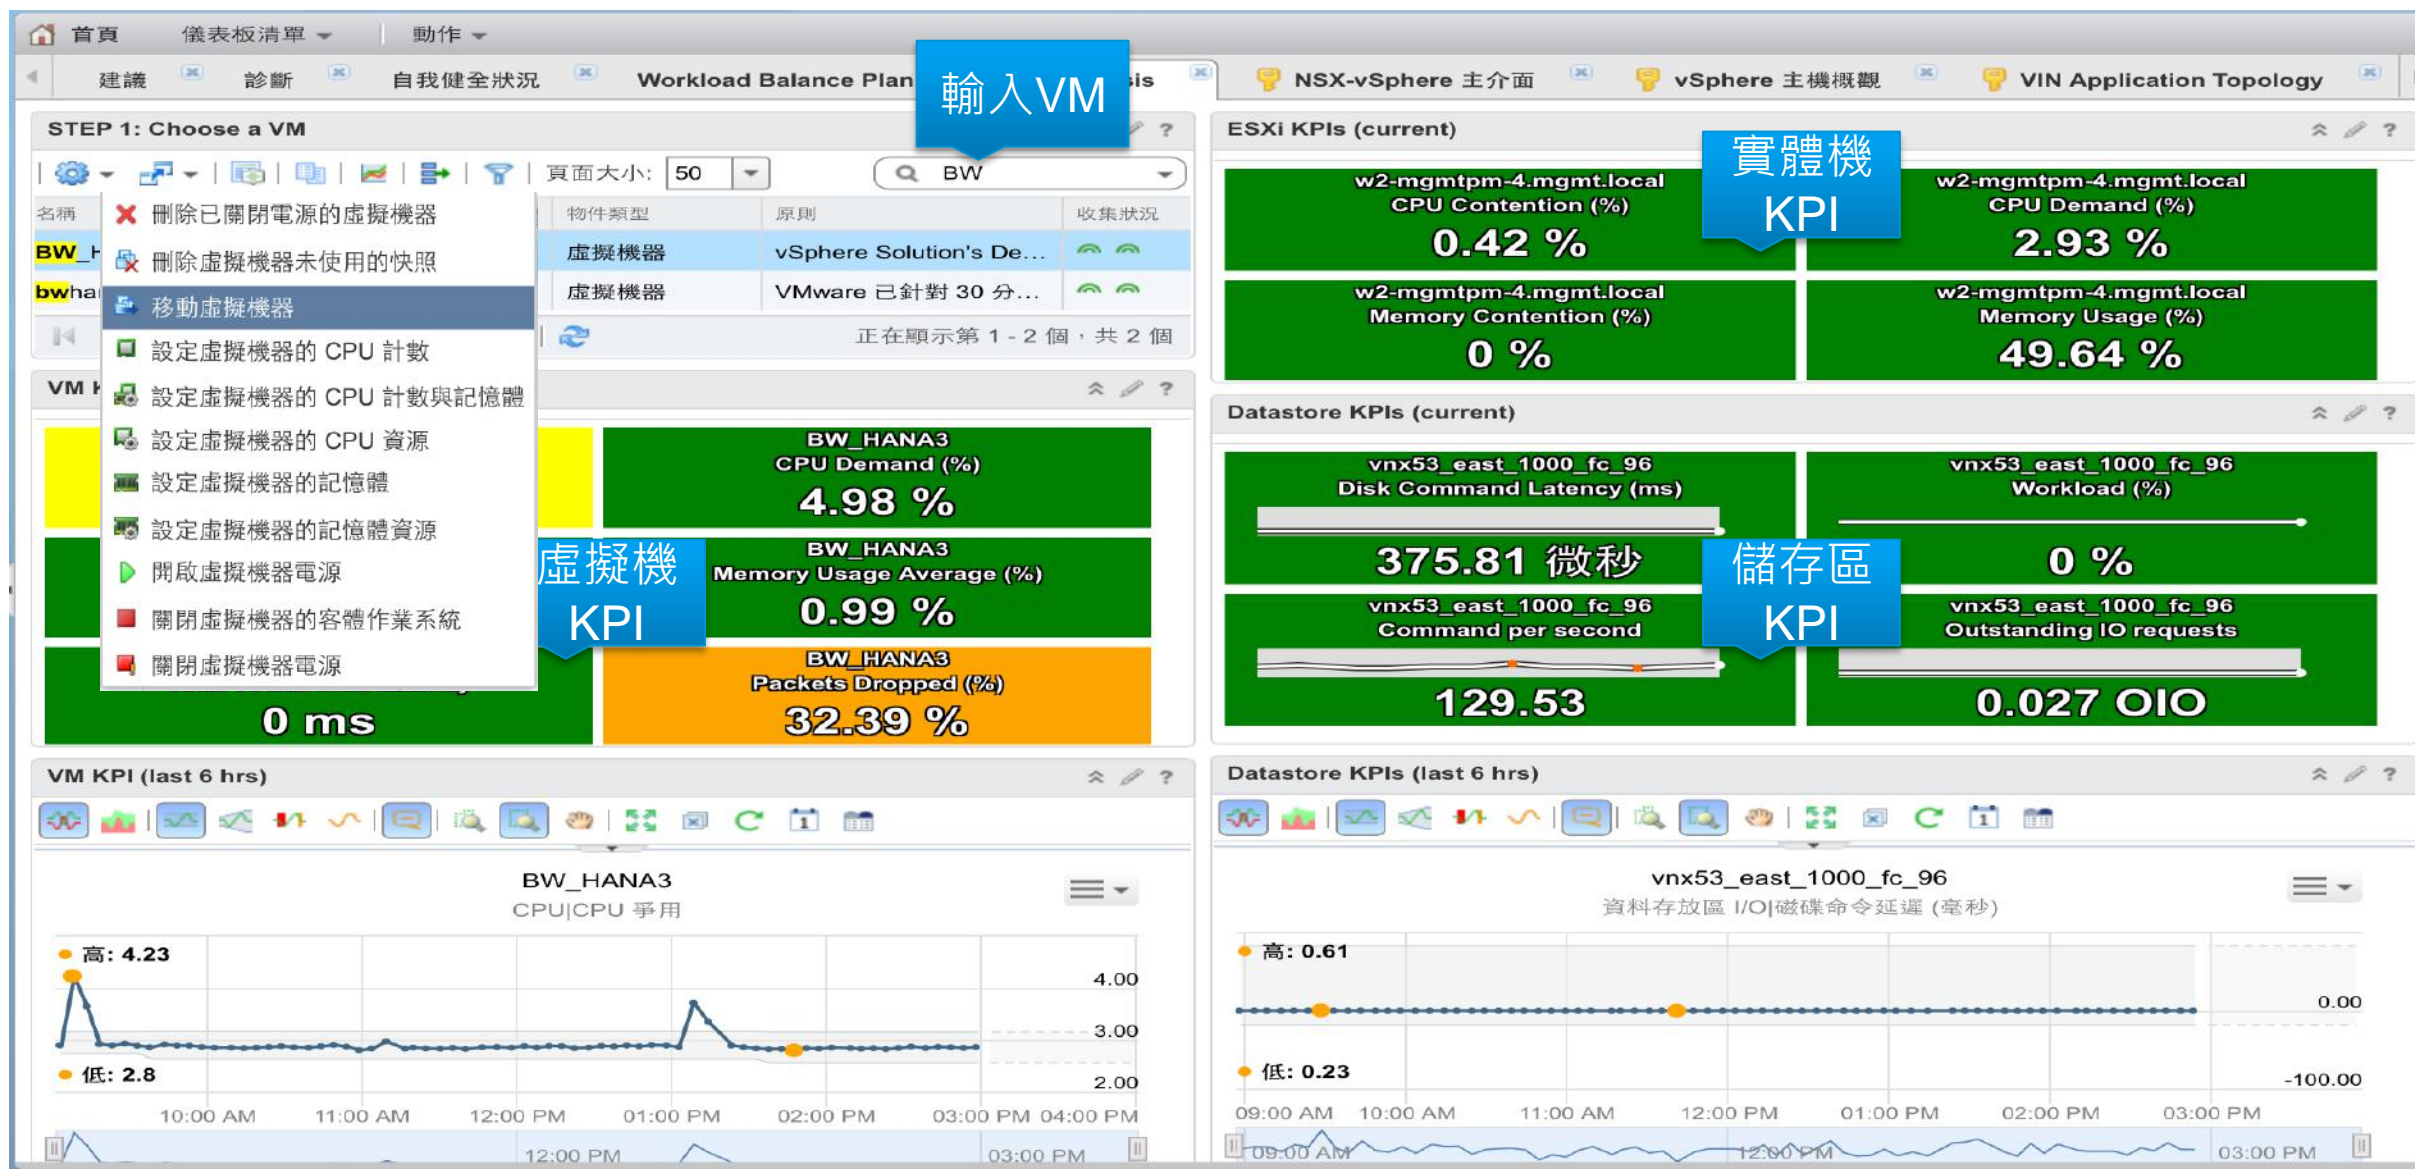 首頁 儀表板清單 動作
建議 診斷 自我健全狀況 Workload Balance Plan is NSX-vSphere 主介面 vSphere 主機概觀 VIN Application Topology
輸入VM
STEP 1: Choose a VM ?
頁面大小: 50 BW
名稱 物件類型 原則 收集狀況
BW_H 虛擬機器 vSphere Solution's De...
bwha 虛擬機器 VMware 已針對 30 分...
正在顯示第 1 - 2 個，共 2 個
刪除已關閉電源的虛擬機器
刪除虛擬機器未使用的快照
移動虛擬機器
設定虛擬機器的 CPU 計數
設定虛擬機器的 CPU 計數與記憶體
設定虛擬機器的 CPU 資源
設定虛擬機器的記憶體
設定虛擬機器的記憶體資源
開啟虛擬機器電源
關閉虛擬機器的客體作業系統
關閉虛擬機器電源
VM K ?
BW_HANA3
CPU Demand (%)
4.98 %
BW_HANA3
Memory Usage Average (%)
0.99 %
虛擬機
KPI
0 ms
BW_HANA3
Packets Dropped (%)
32.39 %
ESXi KPIs (current) ?
實體機
KPI
w2-mgmtpm-4.mgmt.local
CPU Contention (%)
0.42 %
w2-mgmtpm-4.mgmt.local
CPU Demand (%)
2.93 %
w2-mgmtpm-4.mgmt.local
Memory Contention (%)
0 %
w2-mgmtpm-4.mgmt.local
Memory Usage (%)
49.64 %
Datastore KPIs (current) ?
vnx53_east_1000_fc_96
Disk Command Latency (ms)
375.81 微秒
vnx53_east_1000_fc_96
Workload (%)
0 %
儲存區
KPI
vnx53_east_1000_fc_96
Command per second
129.53
vnx53_east_1000_fc_96
Outstanding IO requests
0.027 OIO
VM KPI (last 6 hrs) ?
1
BW_HANA3
CPU|CPU 爭用
高: 4.23
4.00
3.00
低: 2.8
2.00
10:00 AM 11:00 AM 12:00 PM 01:00 PM 02:00 PM 03:00 PM 04:00 PM
12:00 PM 03:00 PM
Datastore KPIs (last 6 hrs) ?
1
vnx53_east_1000_fc_96
資料存放區 I/O|磁碟命令延遲 (毫秒)
高: 0.61
0.00
低: 0.23
-100.00
09:00 AM 10:00 AM 11:00 AM 12:00 PM 01:00 PM 02:00 PM 03:00 PM
09:00 AM 12:00 PM 03:00 PM